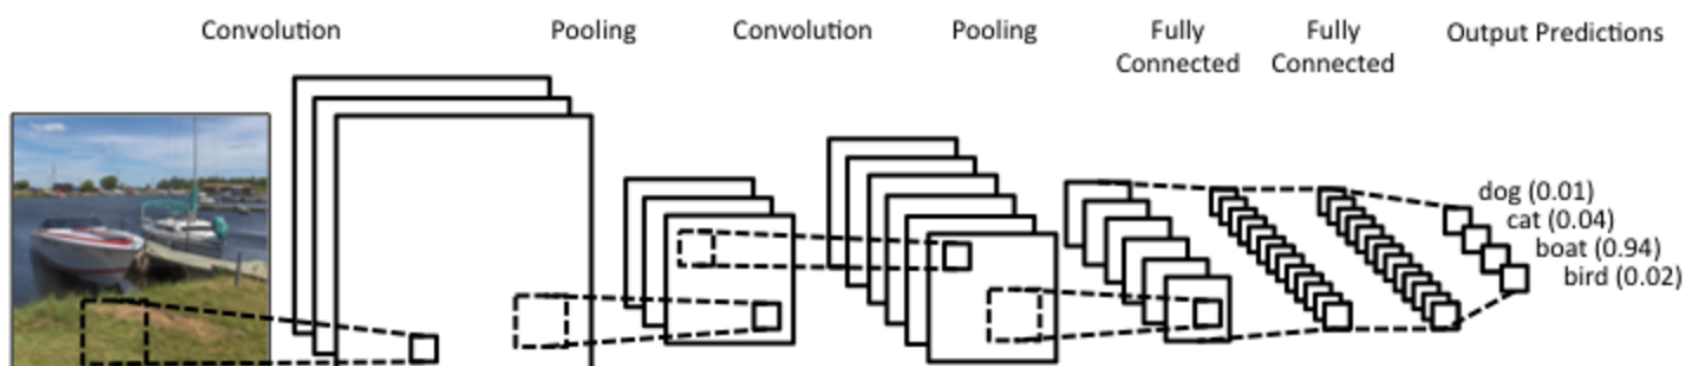 Convolution
Pooling
Convolution
Pooling
Fully
Connected
Fully
Connected
Output Predictions
dog (0.01)
cat (0.04)
boat (0.94)
bird (0.02)